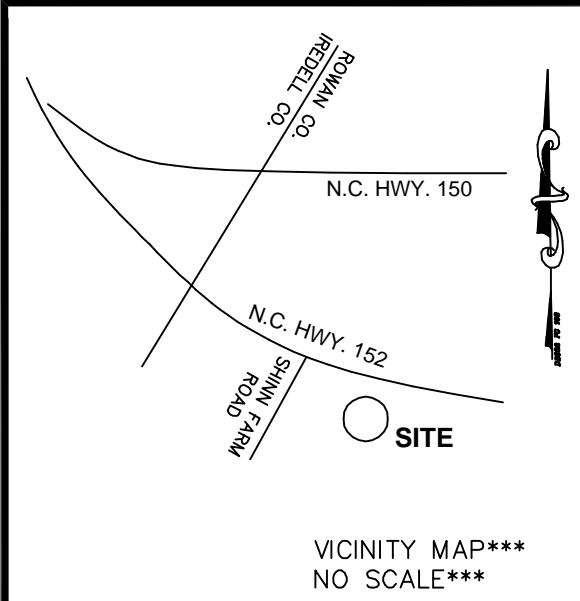 ROWAN CO.
IREDELL CO.
N.C. HWY. 150
N.C. HWY. 152
SHINN FARM
ROAD
SITE
VICINITY MAP***
NO SCALE***